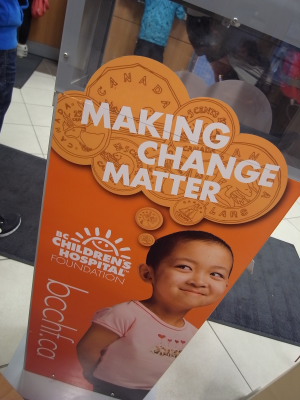 CANADA
MAKING
CHANGE
MATTER
BC
CHILDREN'S
HOSPITAL
FOUNDATION
bcchf.ca